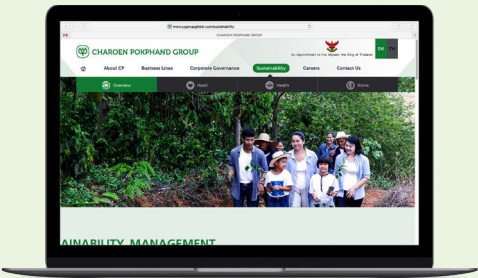 www.cpgroupglobal.com/sustainability
CHAROEN POKPHAND GROUP
CHAROEN POKPHAND GROUP
by Appointment to His Majesty the King of Thailand
EN TH
About CP Business Lines Corporate Governance Sustainability Careers Contact Us
Overview Heart Health Home
AINABILITY MANAGEMENT